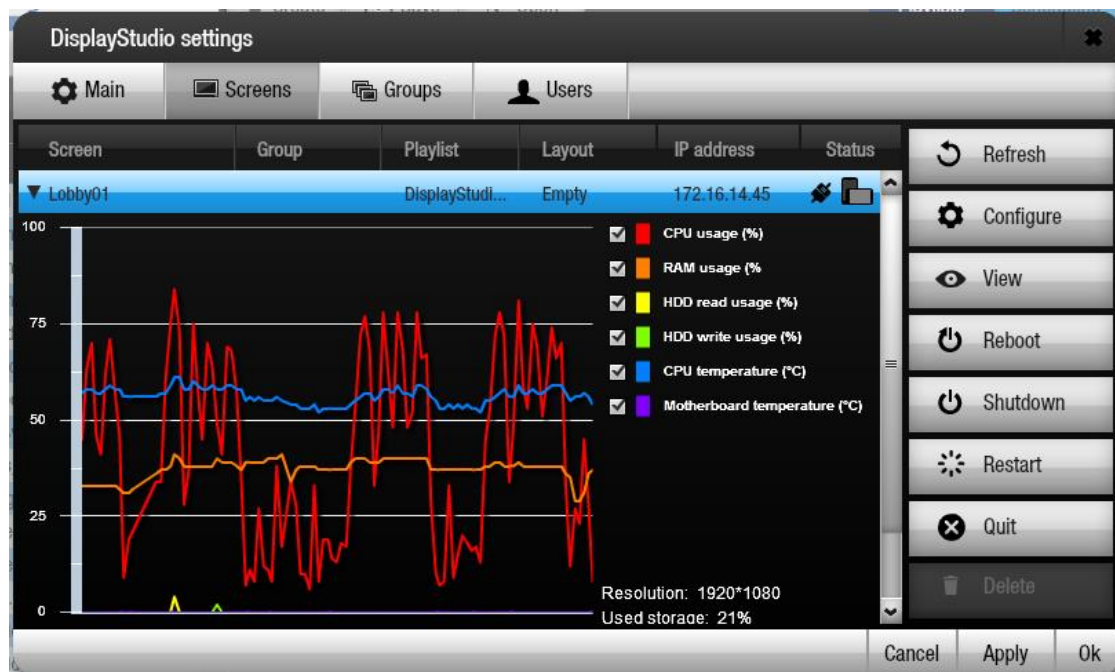 DisplayStudio settings
Main Screens Groups Users
Screen Group Playlist Layout IP address Status
Lobby01 DisplayStudi... Empty 172.16.14.45
100
75
50
25
0
CPU usage (%)
RAM usage (%
HDD read usage (%)
HDD write usage (%)
CPU temperature (°C)
Motherboard temperature (°C)
Resolution: 1920*1080
Used storage: 21%
Refresh
Configure
View
Reboot
Shutdown
Restart
Quit
Delete
Cancel Apply Ok